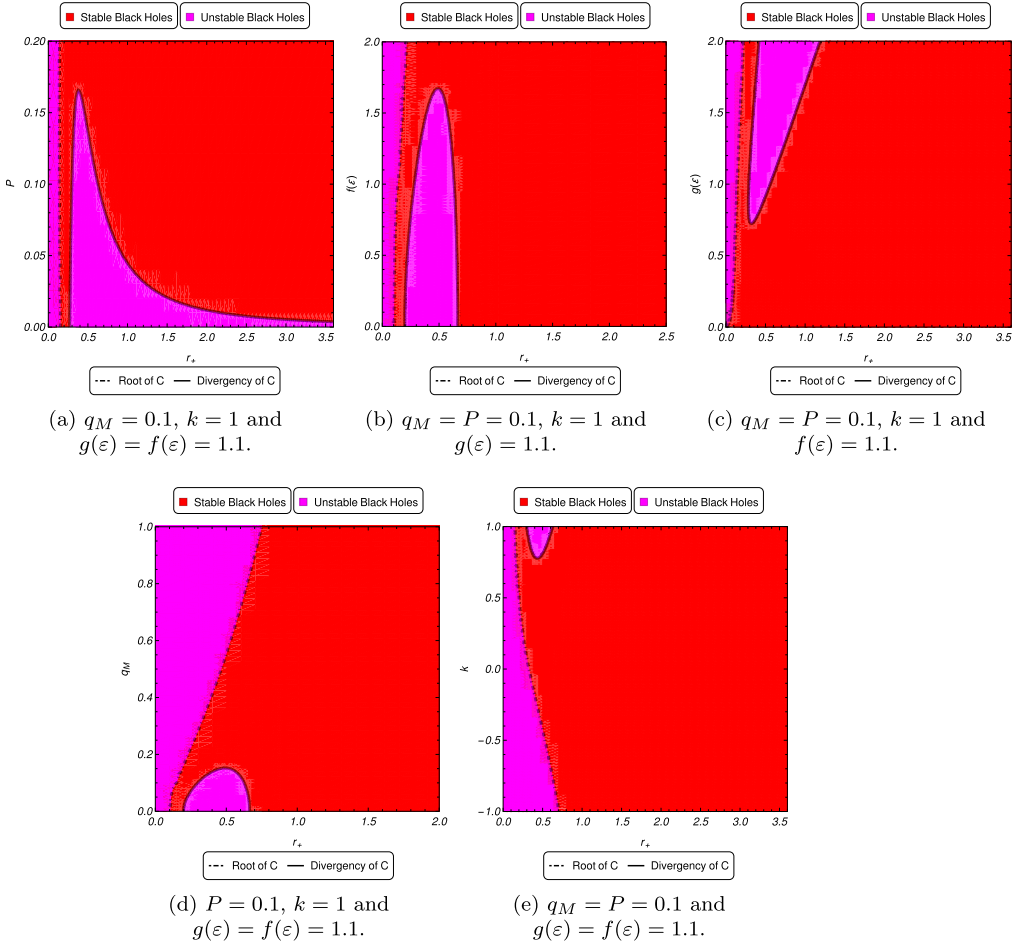 Stable Black Holes Unstable Black Holes
Stable Black Holes Unstable Black Holes
Stable Black Holes Unstable Black Holes
0.20
0.15
0.10
0.05
0.00
P
0.0 0.5 1.0 1.5 2.0 2.5 3.0 3.5
r₊
Root of C Divergency of C
2.0
1.5
1.0
0.5
0.0
f(ε)
0.0 0.5 1.0 1.5 2.0 2.5
r₊
Root of C Divergency of C
2.0
1.5
1.0
0.5
0.0
g(ε)
0.0 0.5 1.0 1.5 2.0 2.5 3.0 3.5
r₊
Root of C Divergency of C
(a) q_M = 0.1, k = 1 and
g(ε) = f(ε) = 1.1.
(b) q_M = P = 0.1, k = 1 and
g(ε) = 1.1.
(c) q_M = P = 0.1, k = 1 and
f(ε) = 1.1.
Stable Black Holes Unstable Black Holes
Stable Black Holes Unstable Black Holes
1.0
0.8
0.6
0.4
0.2
0.0
q_M
0.0 0.5 1.0 1.5 2.0
r₊
Root of C Divergency of C
1.0
0.5
0.0
−0.5
−1.0
k
0.0 0.5 1.0 1.5 2.0 2.5 3.0 3.5
r₊
Root of C Divergency of C
(d) P = 0.1, k = 1 and
g(ε) = f(ε) = 1.1.
(e) q_M = P = 0.1 and
g(ε) = f(ε) = 1.1.